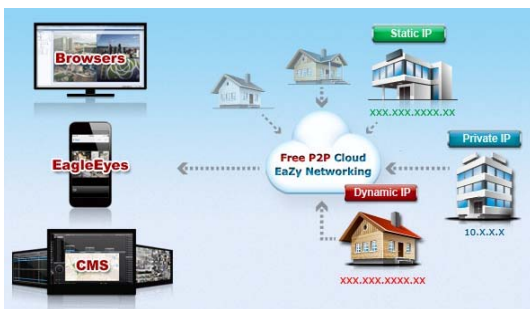 Browsers
Static IP
XXX.XXX.XXXX.XX
EagleEyes
Free P2P Cloud
EaZy Networking
Private IP
10.X.X.X
Dynamic IP
XXX.XXX.XXXX.XX
CMS